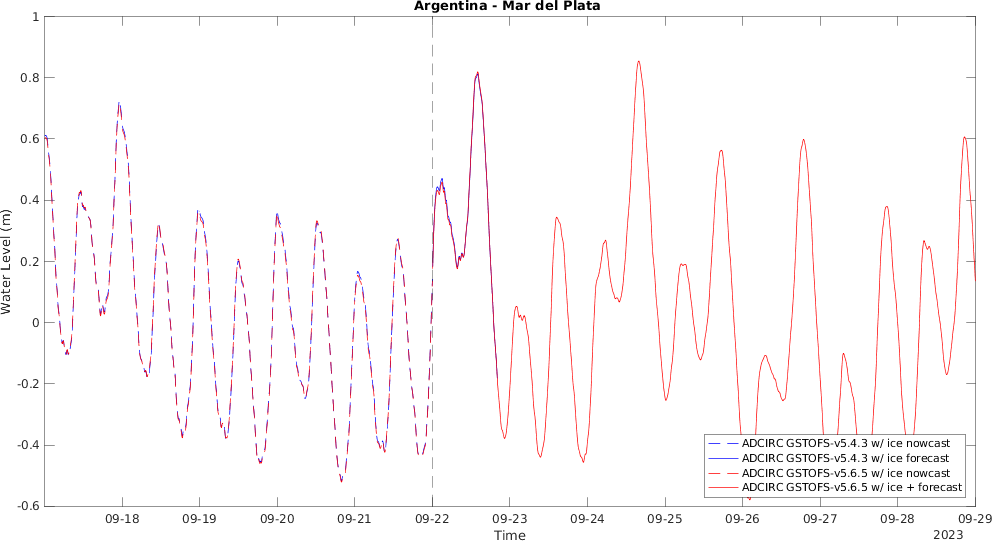 Argentina - Mar del Plata
1
0.8
0.6
0.4
0.2
0
-0.2
-0.4
-0.6
Water Level (m)
ADCIRC GSTOFS-v5.4.3 w/ ice nowcast
ADCIRC GSTOFS-v5.4.3 w/ ice forecast
ADCIRC GSTOFS-v5.6.5 w/ ice nowcast
ADCIRC GSTOFS-v5.6.5 w/ ice + forecast
09-18 09-19 09-20 09-21 09-22 09-23 09-24 09-25 09-26 09-27 09-28 09-29
Time
2023